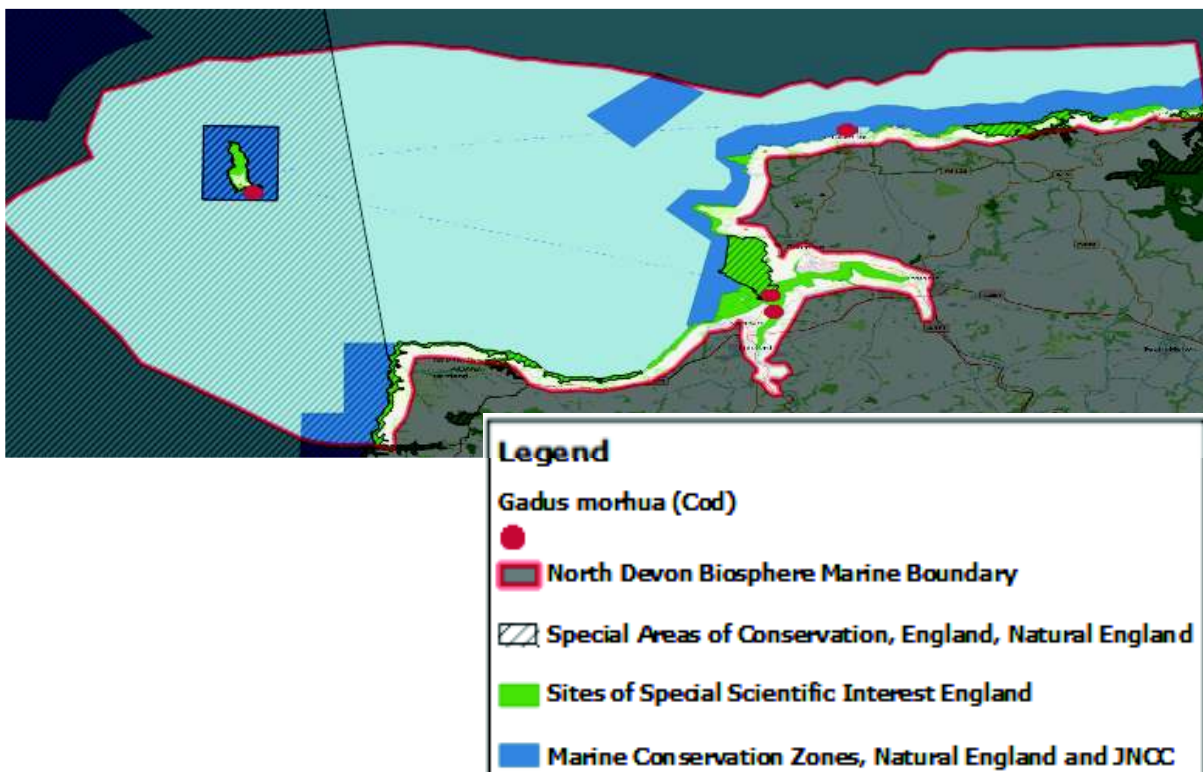 Legend
Gadus morhua (Cod)
North Devon Biosphere Marine Boundary
Special Areas of Conservation, England, Natural England
Sites of Special Scientific Interest England
Marine Conservation Zones, Natural England and JNCC